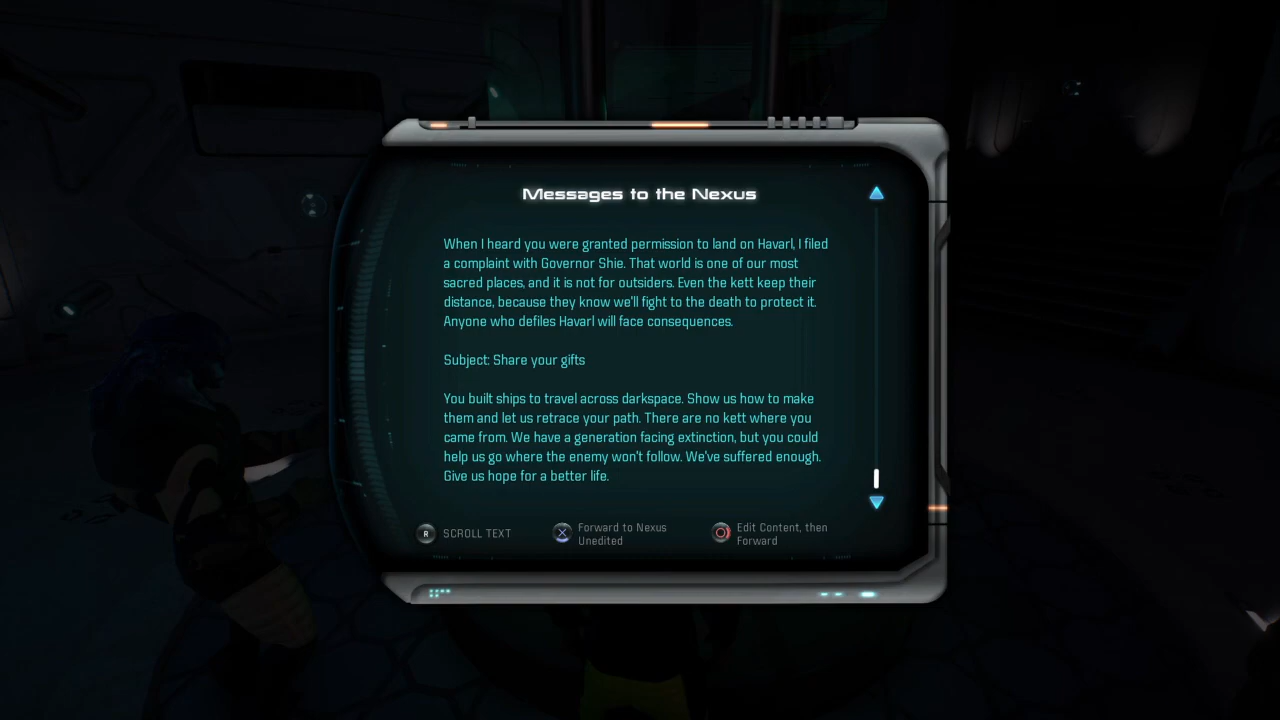 Messages to the Nexus
When I heard you were granted permission to land on Havarl, I filed
a complaint with Governor Shie. That world is one of our most
sacred places, and it is not for outsiders. Even the kett keep their
distance, because they know we'll fight to the death to protect it.
Anyone who defiles Havarl will face consequences.
Subject: Share your gifts
You built ships to travel across darkspace. Show us how to make
them and let us retrace your path. There are no kett where you
came from. We have a generation facing extinction, but you could
help us go where the enemy won't follow. We've suffered enough.
Give us hope for a better life.
R SCROLL TEXT
Forward to Nexus
Unedited
Edit Content, then
Forward